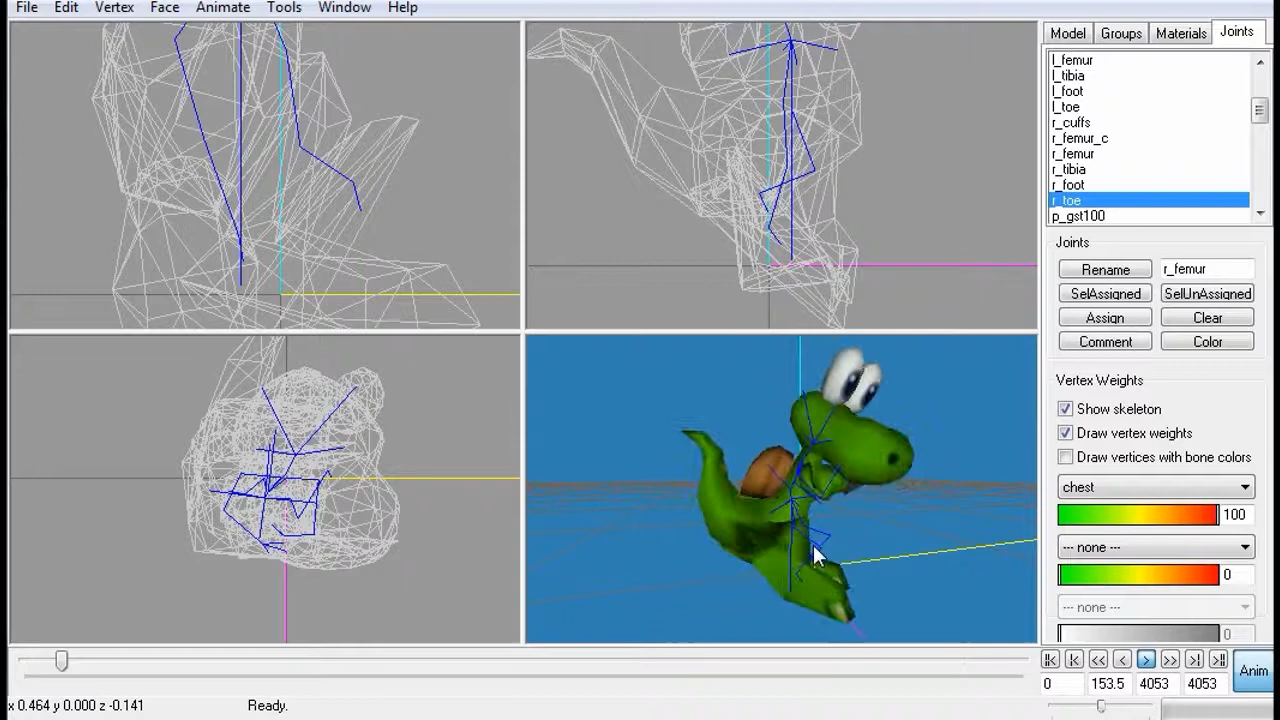 File Edit Vertex Face Animate Tools Window Help
Model Groups Materials Joints
l_femur
l_tibia
l_foot
l_toe
r_cuffs
r_femur_c
r_femur
r_tibia
r_foot
r_toe
p_gst100
Joints
Rename r_femur
SelAssigned SelUnAssigned
Assign Clear
Comment Color
Vertex Weights
Show skeleton
Draw vertex weights
Draw vertices with bone colors
chest
100
--- none ---
0
--- none ---
0
Anim
0 153.5 4053 4053
x 0.464 y 0.000 z -0.141 Ready.